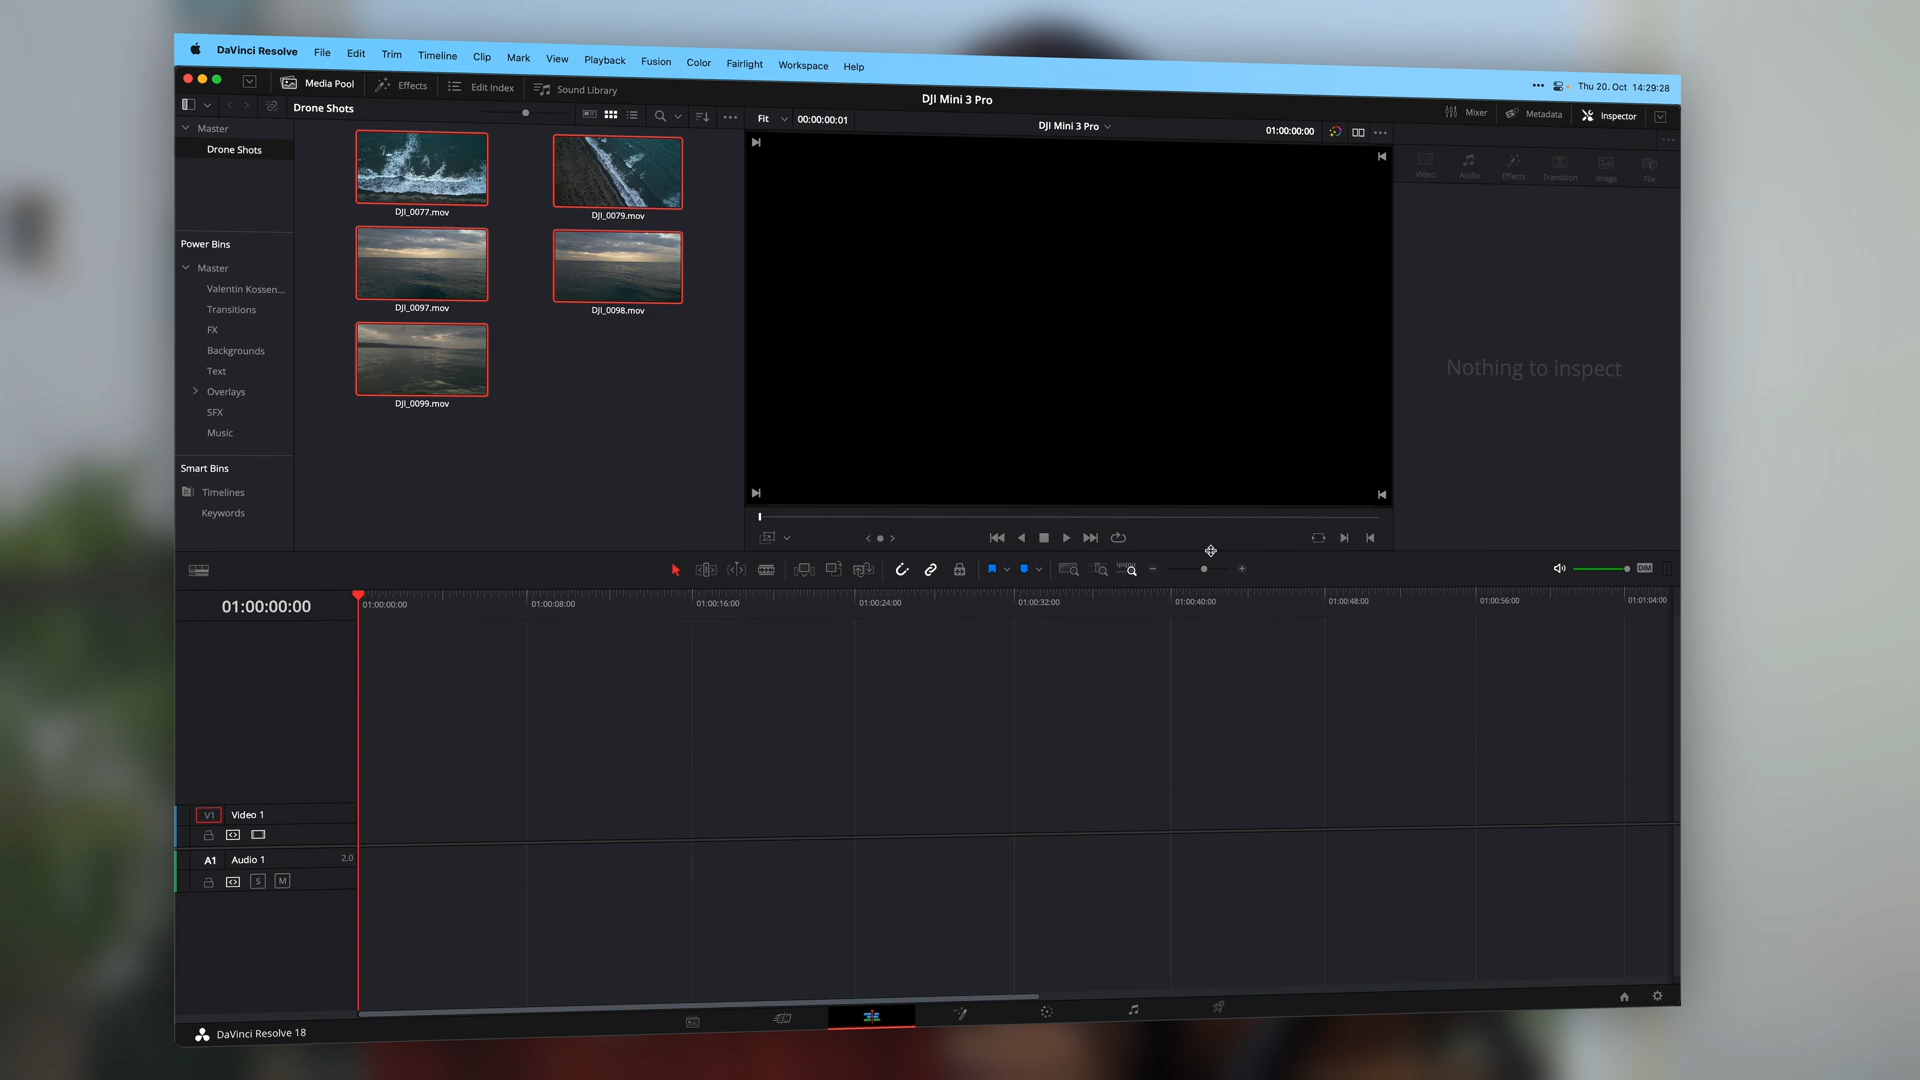 DaVinci Resolve File Edit Trim Timeline Clip Mark View Playback Fusion Color Fairlight Workspace Help
Thu 20. Oct 14:29:28
Media Pool Effects Edit Index Sound Library
DJI Mini 3 Pro
Mixer Metadata Inspector
Drone Shots
Fit 00:00:00:01
DJI Mini 3 Pro
01:00:00:00
Master
Drone Shots
Power Bins
Master
Valentin Kossen...
Transitions
FX
Backgrounds
Text
Overlays
SFX
Music
Smart Bins
Timelines
Keywords
DJI_0077.mov
DJI_0079.mov
DJI_0097.mov
DJI_0098.mov
DJI_0099.mov
Video Audio Effects Transition Image File
Nothing to inspect
DIM
01:00:00:00
01:00:00:00 01:00:08:00 01:00:16:00 01:00:24:00 01:00:32:00 01:00:40:00 01:00:48:00 01:00:56:00 01:01:04:00
V1 Video 1
A1 Audio 1 2.0
S M
DaVinci Resolve 18